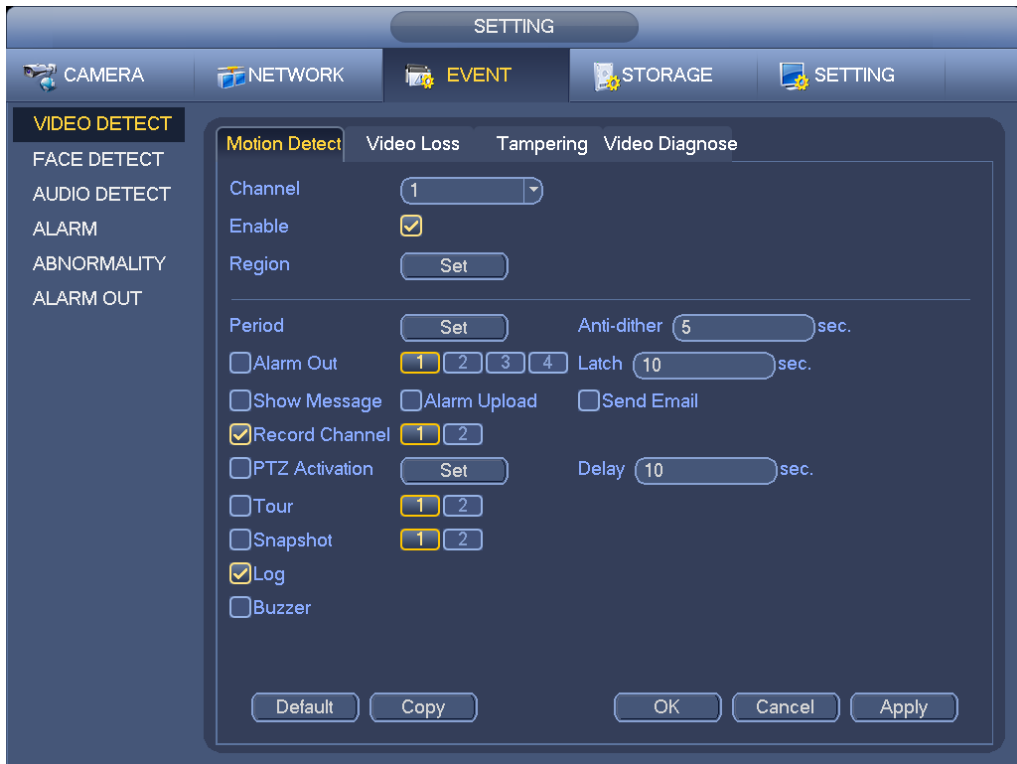 SETTING
CAMERA NETWORK EVENT STORAGE SETTING
VIDEO DETECT
FACE DETECT
AUDIO DETECT
ALARM
ABNORMALITY
ALARM OUT
Motion Detect Video Loss Tampering Video Diagnose
Channel 1
Enable
Region Set
Period Set Anti-dither 5 sec.
Alarm Out 1 2 3 4 Latch 10 sec.
Show Message Alarm Upload Send Email
Record Channel 1 2
PTZ Activation Set Delay 10 sec.
Tour 1 2
Snapshot 1 2
Log
Buzzer
Default Copy OK Cancel Apply